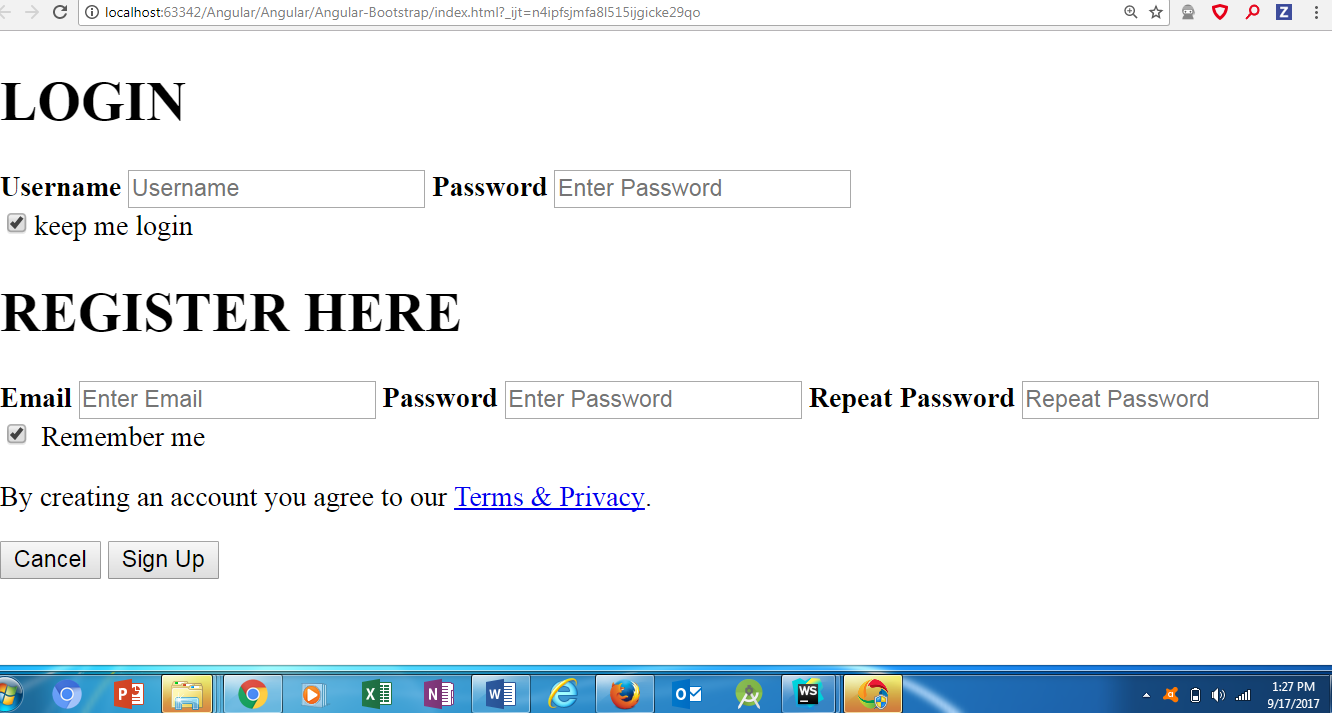 localhost:63342/Angular/Angular/Angular-Bootstrap/index.html?_ijt=n4ipfsjmfa8l515ijgicke29qo
Z
LOGIN
Username Username Password Enter Password
keep me login
REGISTER HERE
Email Enter Email Password Enter Password Repeat Password Repeat Password
Remember me
By creating an account you agree to our Terms & Privacy.
Cancel Sign Up
P X N W O WS 1:27 PM
9/17/2017